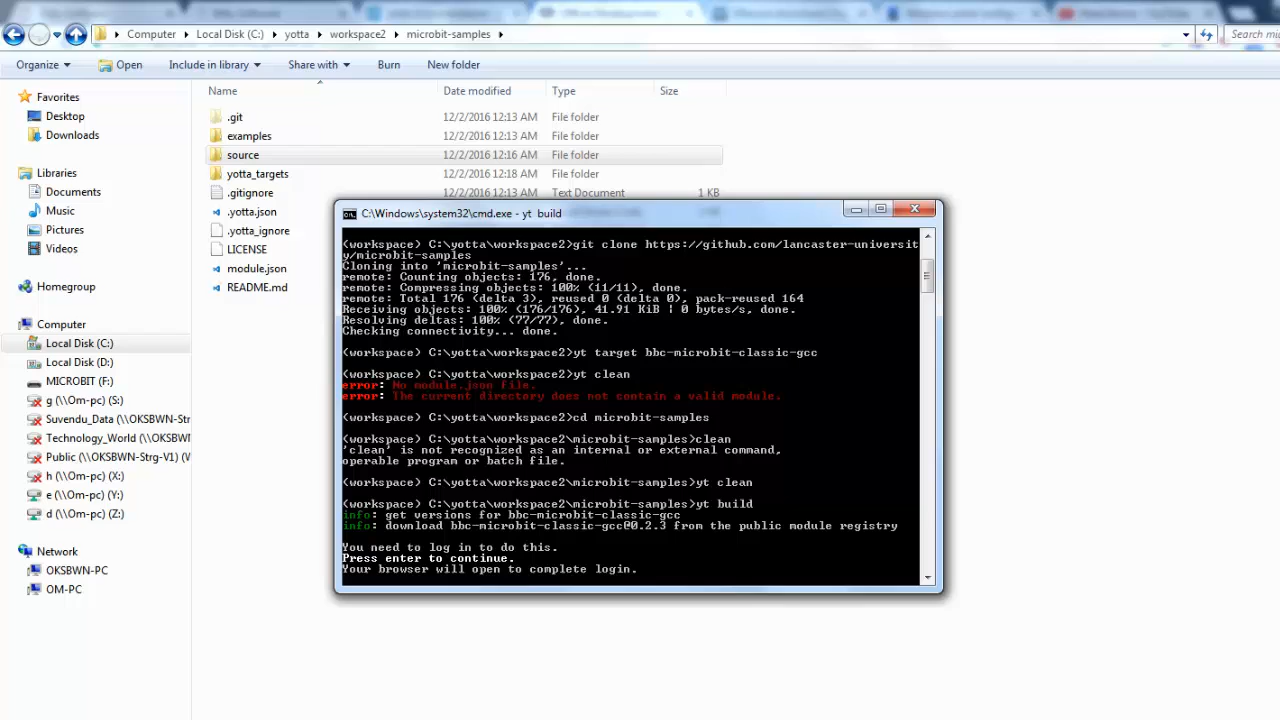 Computer Local Disk (C:) yotta workspace2 microbit-samples
Search mic
Organize Open Include in library Share with Burn New folder
Name Date modified Type Size
Favorites
Desktop
Downloads
Libraries
Documents
Music
Pictures
Videos
Homegroup
Computer
Local Disk (C:)
Local Disk (D:)
MICROBIT (F:)
g (\\Om-pc) (S:)
Suvendu_Data (\\OKSBWN-Str
Technology_World (\\OKSBWN
Public (\\OKSBWN-Strg-V1) (W
h (\\Om-pc) (X:)
e (\\Om-pc) (Y:)
d (\\Om-pc) (Z:)
Network
OKSBWN-PC
OM-PC
.git 12/2/2016 12:13 AM File folder
examples 12/2/2016 12:13 AM File folder
source 12/2/2016 12:16 AM File folder
yotta_targets 12/2/2016 12:18 AM File folder
.gitignore 12/2/2016 12:13 AM Text Document 1 KB
.yotta.json
.yotta_ignore
LICENSE
module.json
README.md
C:\Windows\system32\cmd.exe - yt build
(workspace) C:\yotta\workspace2>git clone https://github.com/lancaster-universit
y/microbit-samples
Cloning into 'microbit-samples'...
remote: Counting objects: 176, done.
remote: Compressing objects: 100% (11/11), done.
remote: Total 176 (delta 3), reused 0 (delta 0), pack-reused 164
Receiving objects: 100% (176/176), 41.91 KiB | 0 bytes/s, done.
Resolving deltas: 100% (77/77), done.
Checking connectivity... done.
(workspace) C:\yotta\workspace2>yt target bbc-microbit-classic-gcc
(workspace) C:\yotta\workspace2>yt clean
error: No module.json file.
error: The current directory does not contain a valid module.
(workspace) C:\yotta\workspace2>cd microbit-samples
(workspace) C:\yotta\workspace2\microbit-samples>clean
'clean' is not recognized as an internal or external command,
operable program or batch file.
(workspace) C:\yotta\workspace2\microbit-samples>yt clean
(workspace) C:\yotta\workspace2\microbit-samples>yt build
info: get versions for bbc-microbit-classic-gcc
info: download bbc-microbit-classic-gcc@0.2.3 from the public module registry
You need to log in to do this.
Press enter to continue.
Your browser will open to complete login.